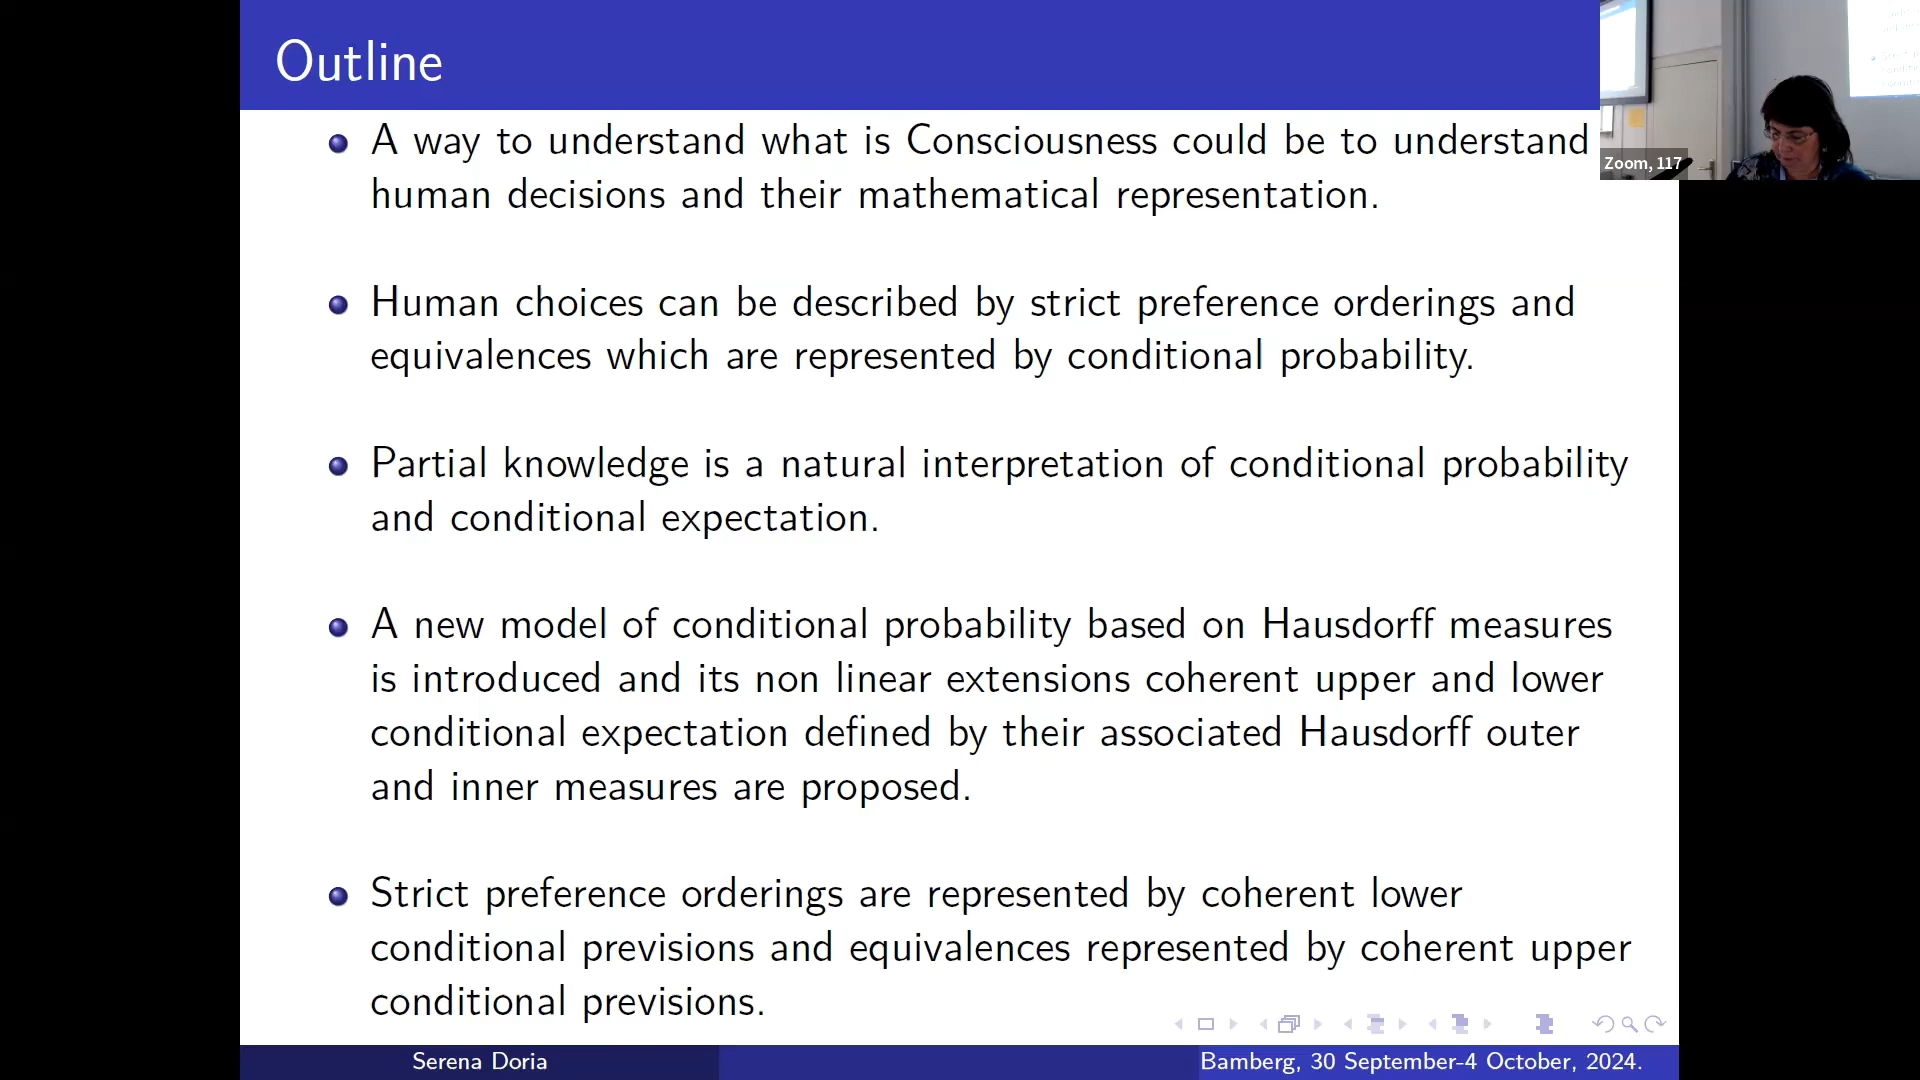 Outline
A way to understand what is Consciousness could be to understand
human decisions and their mathematical representation.
Human choices can be described by strict preference orderings and
equivalences which are represented by conditional probability.
Partial knowledge is a natural interpretation of conditional probability
and conditional expectation.
A new model of conditional probability based on Hausdorff measures
is introduced and its non linear extensions coherent upper and lower
conditional expectation defined by their associated Hausdorff outer
and inner measures are proposed.
Strict preference orderings are represented by coherent lower
conditional previsions and equivalences represented by coherent upper
conditional previsions.
Serena Doria
Bamberg, 30 September-4 October, 2024.
Zoom, 117